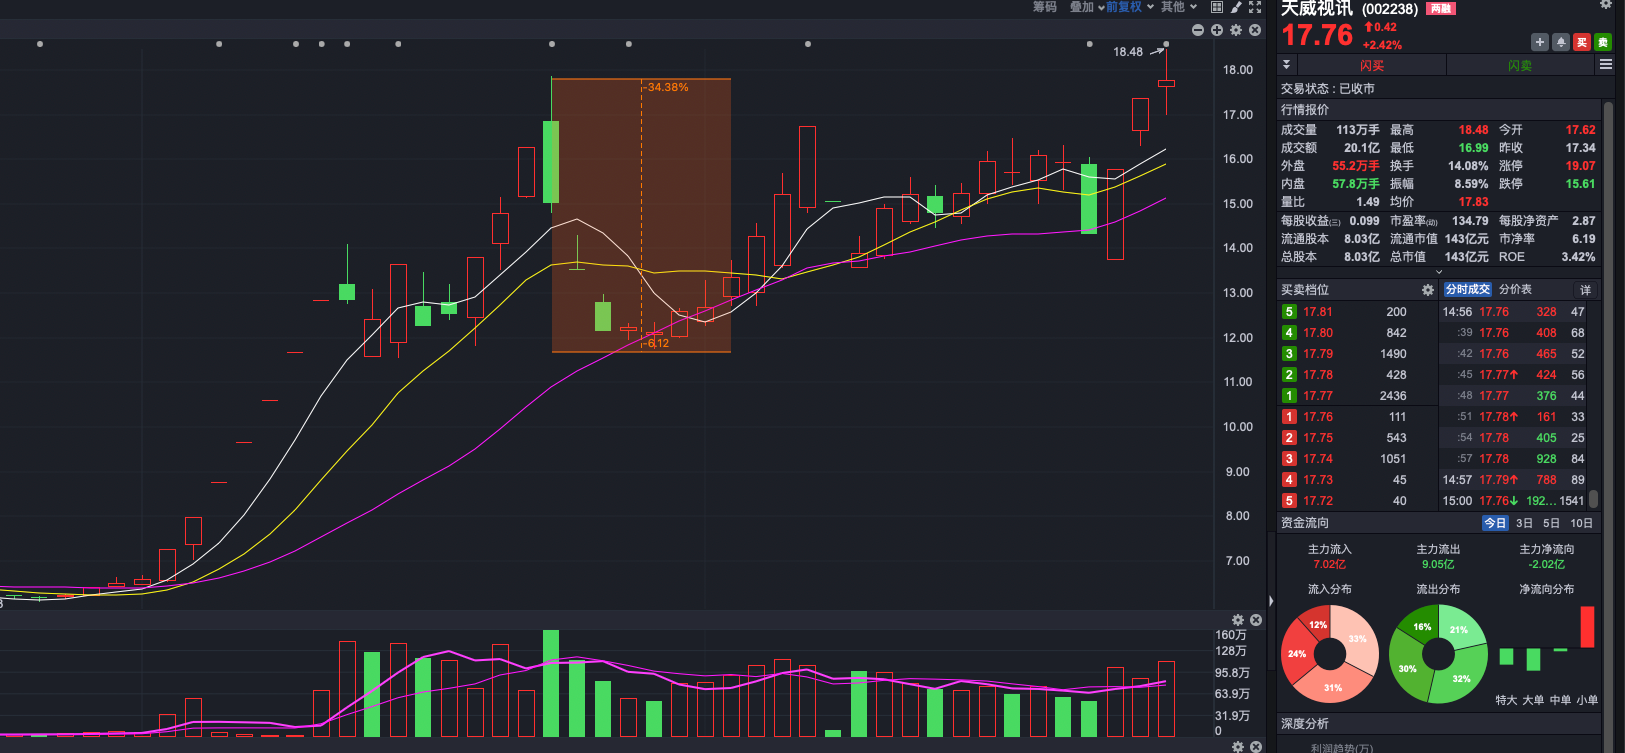 筹码 叠加 前复权 其他
天威视讯 (002238) 两融
17.76 0.42
+2.42%
买 卖
闪买 闪卖
交易状态：已收市
行情报价
成交量 113万手 最高 18.48 今开 17.62
成交额 20.1亿 最低 16.99 昨收 17.34
外盘 55.2万手 换手 14.08% 涨停 19.07
内盘 57.8万手 振幅 8.59% 跌停 15.61
量比 1.49 均价 17.83
每股收益(三) 0.099 市盈率(动) 134.79 每股净资产 2.87
流通股本 8.03亿 流通市值 143亿元 市净率 6.19
总股本 8.03亿 总市值 143亿元 ROE 3.42%
买卖档位 分时成交 分价表 详
5 17.81 200 14:56 17.76 328 47
4 17.80 842 :39 17.76 408 68
3 17.79 1490 :42 17.76 465 52
2 17.78 428 :45 17.77↑ 424 56
1 17.77 2436 :48 17.77 376 44
1 17.76 111 :51 17.78↑ 161 33
2 17.75 543 :54 17.78 405 25
3 17.74 1051 :57 17.78 928 84
4 17.73 45 14:57 17.79↑ 788 89
5 17.72 40 15:00 17.76↓ 192... 1541
资金流向 今日 3日 5日 10日
主力流入 主力流出 主力净流向
7.02亿 9.05亿 -2.02亿
流入分布 流出分布 净流向分布
12% 33% 24% 31%
16% 21% 30% 32%
特大 大单 中单 小单
深度分析
利润趋势(万)
18.48
-34.38%
-6.12
18.00
17.00
16.00
15.00
14.00
13.00
12.00
11.00
10.00
9.00
8.00
7.00
160万
128万
95.8万
63.9万
31.9万
0